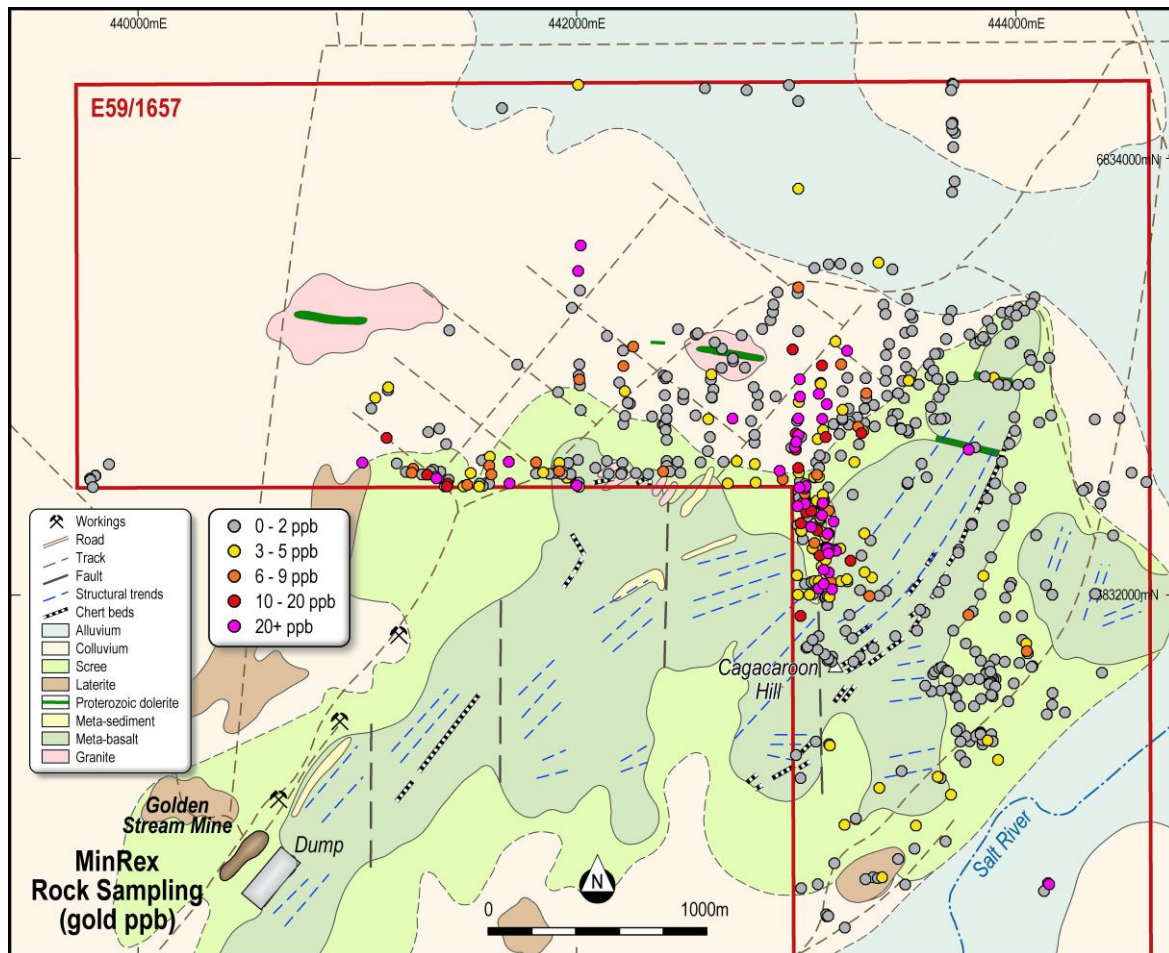 440000mE
442000mE
444000mE
E59/1657
6834000mN
Workings
Road
Track
Fault
Structural trends
Chert beds
Alluvium
Colluvium
Scree
Laterite
Proterozoic dolerite
Meta-sediment
Meta-basalt
Granite
0 - 2 ppb
3 - 5 ppb
6 - 9 ppb
10 - 20 ppb
20+ ppb
6832000mN
Cagacaroon
Hill
Golden
Stream Mine
Dump
MinRex
Rock Sampling
(gold ppb)
N
0
1000m
Salt River